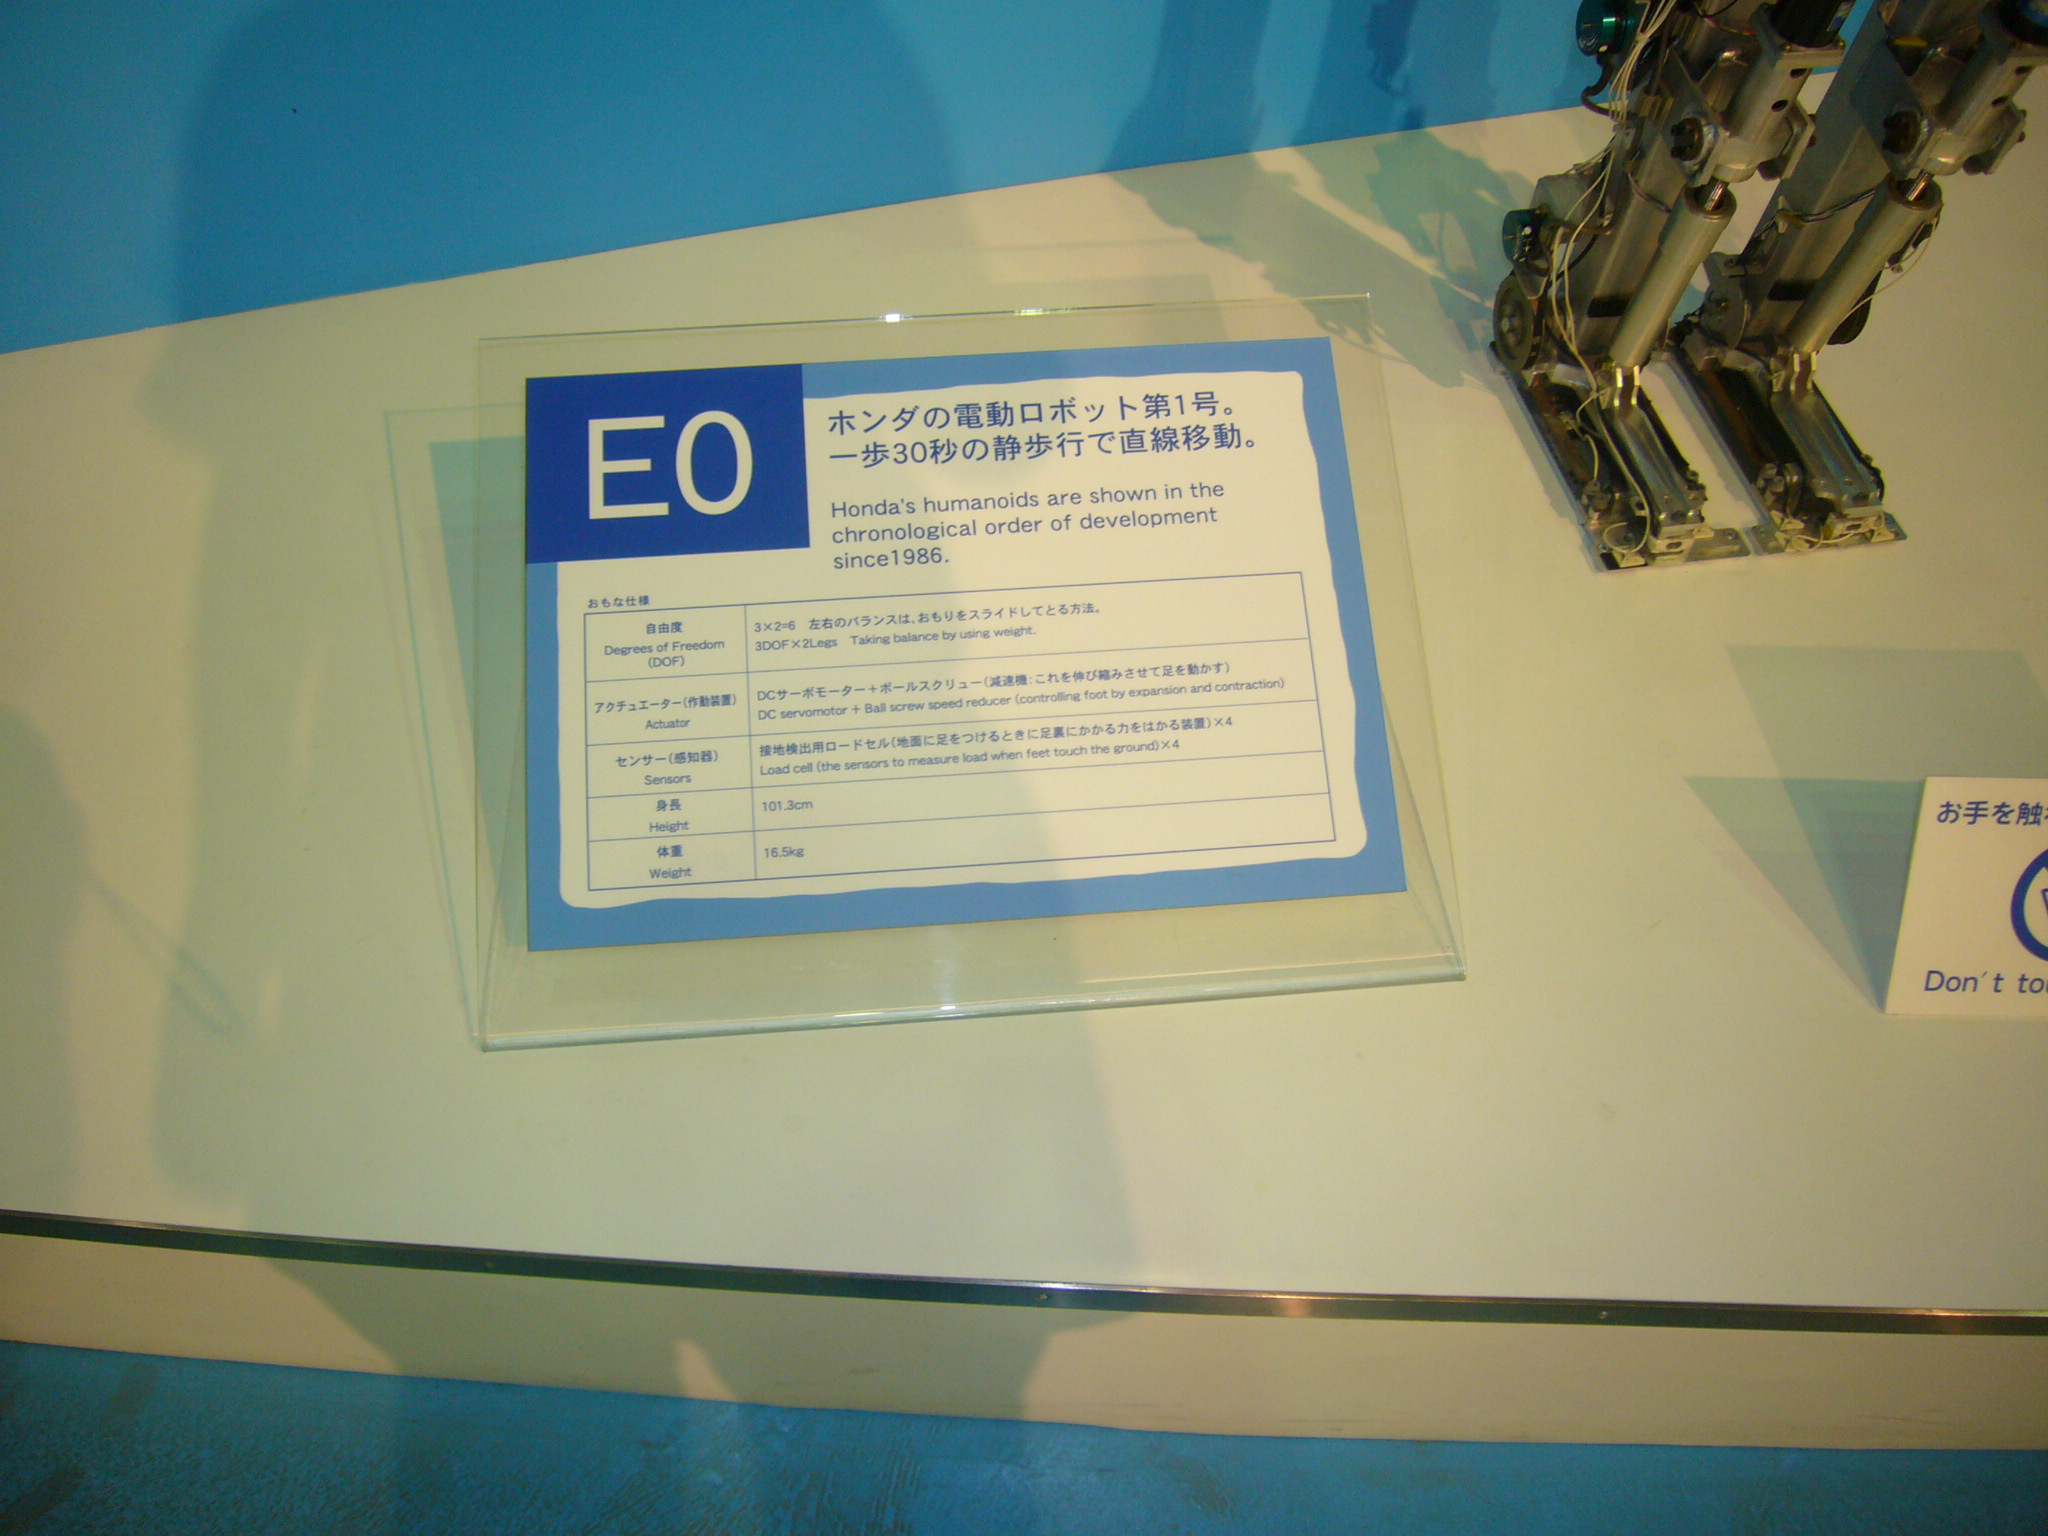 E0
ホンダの電動ロボット第1号。
一歩30秒の静歩行で直線移動。
Honda's humanoids are shown in the
chronological order of development
since1986.
おもな仕様
自由度
Degrees of Freedom
(DOF)
3×2=6 左右のバランスは、おもりをスライドしてとる方法。
3DOF×2Legs Taking balance by using weight.
アクチュエーター(作動装置)
Actuator
DCサーボモーター+ボールスクリュー(減速機:これを伸び縮みさせて足を動かす)
DC servomotor + Ball screw speed reducer (controlling foot by expansion and contraction)
センサー(感知器)
Sensors
接地検出用ロードセル(地面に足をつけるときに足裏にかかる力をはかる装置)×4
Load cell (the sensors to measure load when feet touch the ground)×4
身長
Height
101.3cm
体重
Weight
16.5kg
お手を触
Don't to